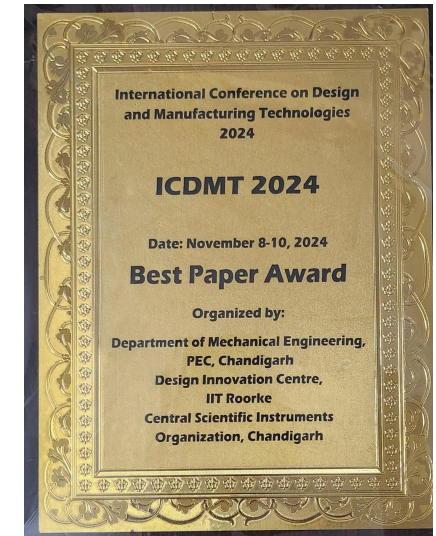 International Conference on Design
and Manufacturing Technologies
2024
ICDMT 2024
Date: November 8-10, 2024
Best Paper Award
Organized by:
Department of Mechanical Engineering,
PEC, Chandigarh
Design Innovation Centre,
IIT Roorke
Central Scientific Instruments
Organization, Chandigarh